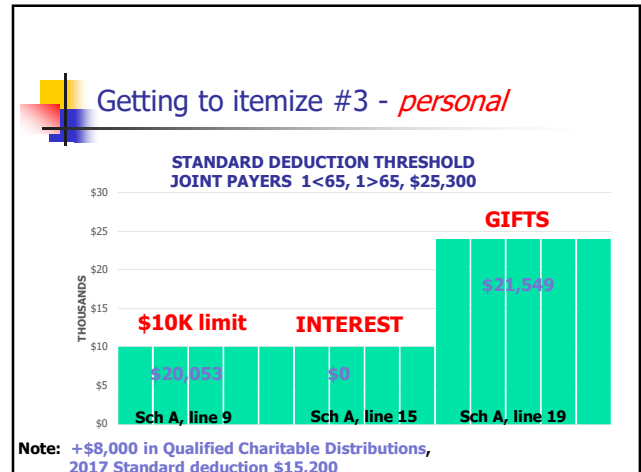 Getting to itemize #3 - personal
STANDARD DEDUCTION THRESHOLD
JOINT PAYERS 1<65, 1>65, $25,300
$30
$25
$20
$15
$10
$5
$0
THOUSANDS
GIFTS
$21,549
$10K limit INTEREST
$20,053 $0
Sch A, line 9 Sch A, line 15 Sch A, line 19
Note: +$8,000 in Qualified Charitable Distributions,
2017 Standard deduction $15,200